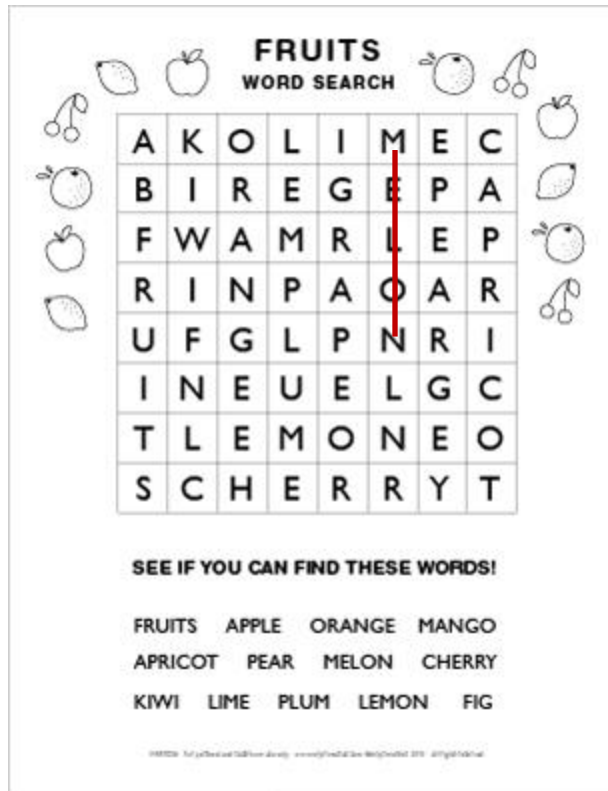 FRUITS
WORD SEARCH
A K O L I M E C
B I R E G E P A
F W A M R L E P
R I N P A O A R
U F G L P N R I
I N E U E L G C
T L E M O N E O
S C H E R R Y T
SEE IF YOU CAN FIND THESE WORDS!
FRUITS APPLE ORANGE MANGO
APRICOT PEAR MELON CHERRY
KIWI LIME PLUM LEMON FIG